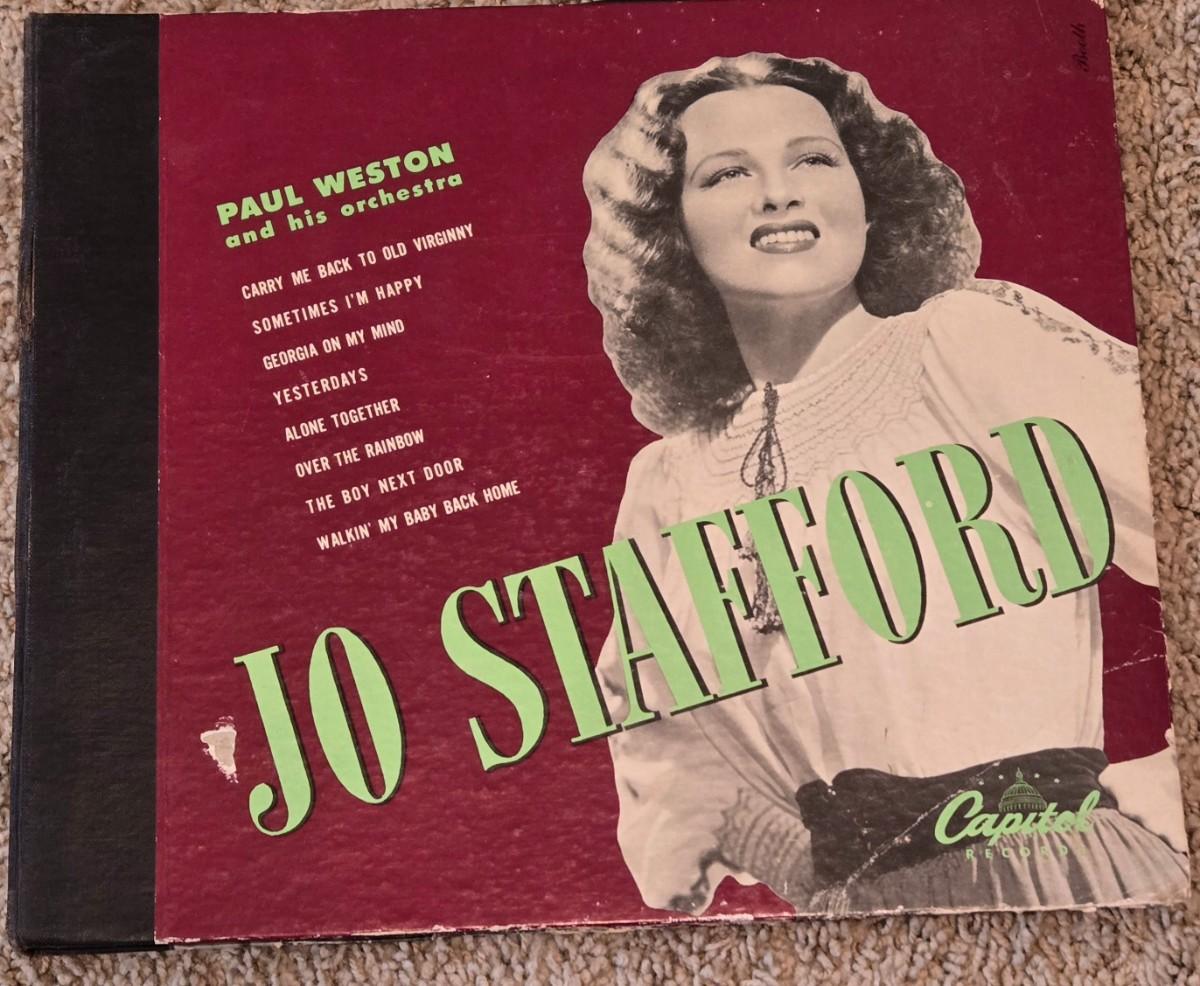 Booth
PAUL WESTON
and his orchestra
CARRY ME BACK TO OLD VIRGINNY
SOMETIMES I'M HAPPY
GEORGIA ON MY MIND
YESTERDAYS
ALONE TOGETHER
OVER THE RAINBOW
THE BOY NEXT DOOR
WALKIN' MY BABY BACK HOME
JO STAFFORD
Capitol
RECORDS